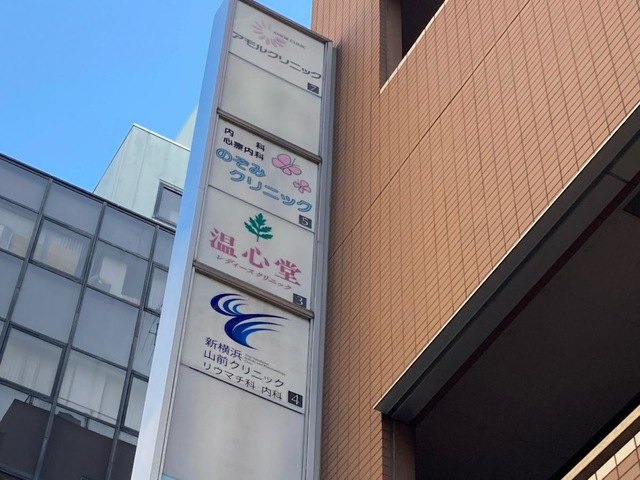 アモルクリニック
7
内 科
心療内科
のぞみ
クリニック
5
温心堂
レディースクリニック
3
新横浜
山前クリニック
リウマチ科 内科
4